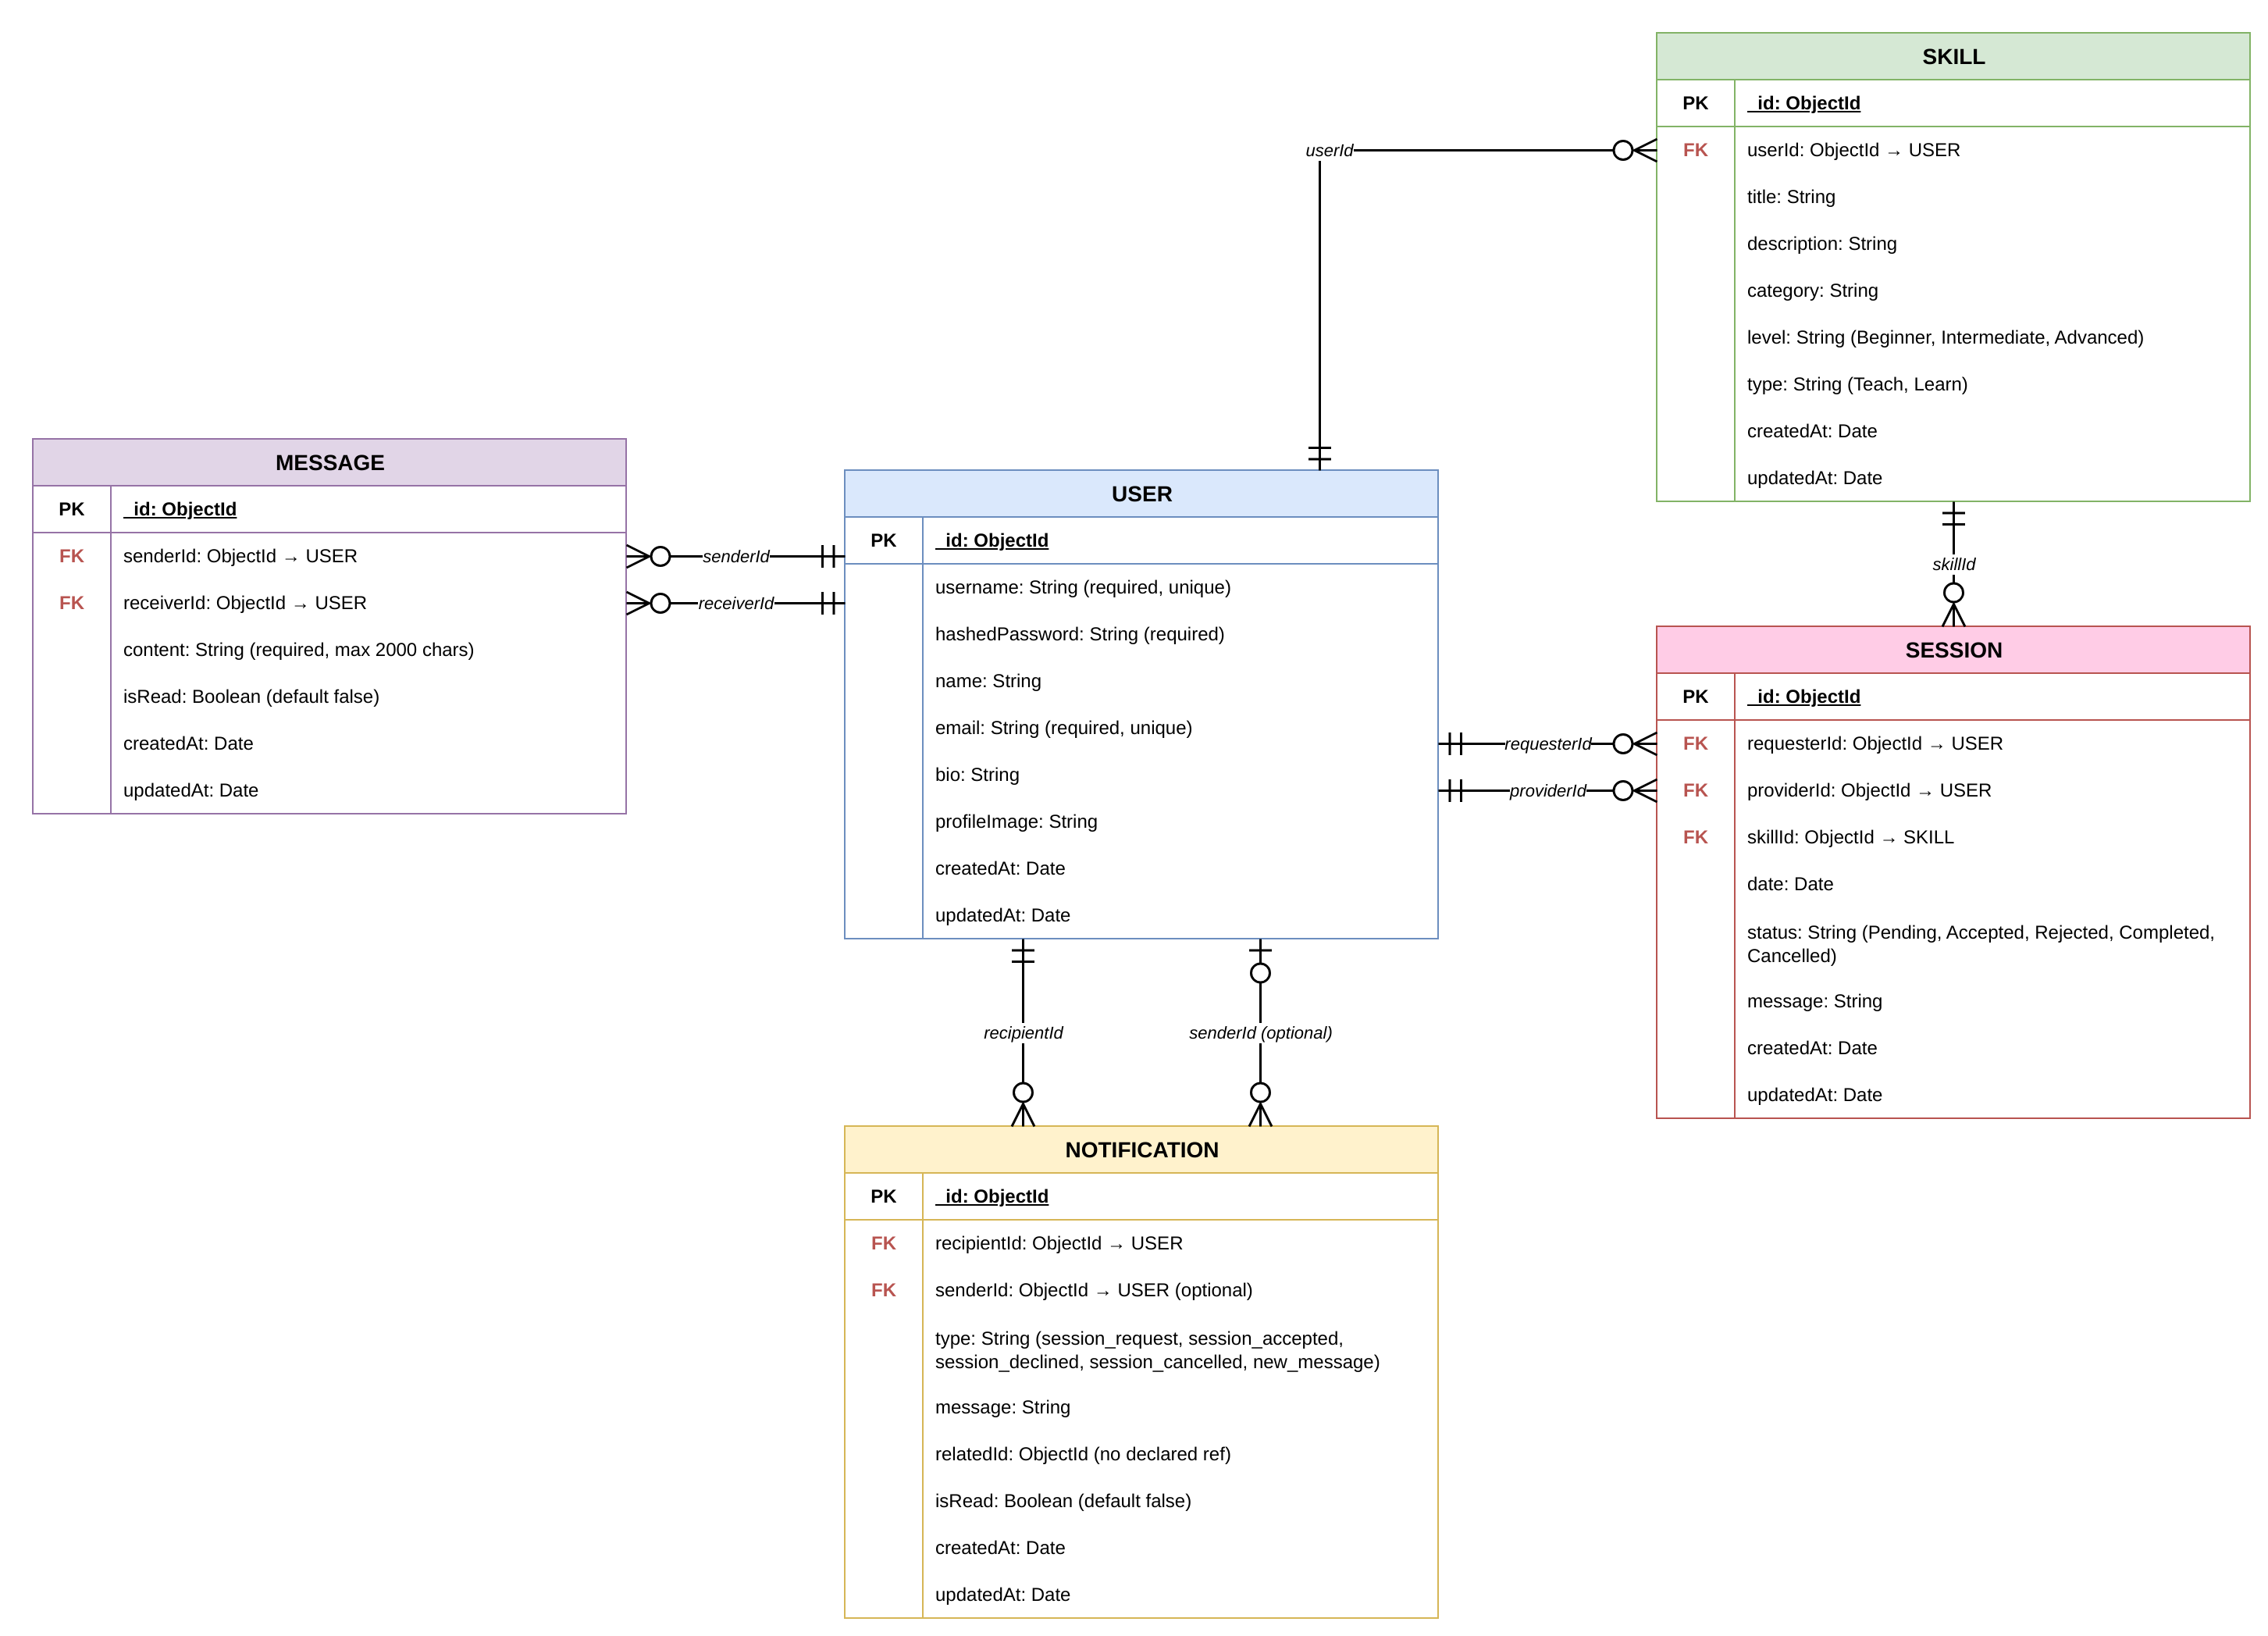 SKILL
PK _id: ObjectId
FK userId: ObjectId → USER
title: String
description: String
category: String
level: String (Beginner, Intermediate, Advanced)
type: String (Teach, Learn)
createdAt: Date
updatedAt: Date
userId
MESSAGE
PK _id: ObjectId
FK senderId: ObjectId → USER
FK receiverId: ObjectId → USER
content: String (required, max 2000 chars)
isRead: Boolean (default false)
createdAt: Date
updatedAt: Date
senderId
receiverId
USER
PK _id: ObjectId
username: String (required, unique)
hashedPassword: String (required)
name: String
email: String (required, unique)
bio: String
profileImage: String
createdAt: Date
updatedAt: Date
skillId
requesterId
providerId
SESSION
PK _id: ObjectId
FK requesterId: ObjectId → USER
FK providerId: ObjectId → USER
FK skillId: ObjectId → SKILL
date: Date
status: String (Pending, Accepted, Rejected, Completed,
Cancelled)
message: String
createdAt: Date
updatedAt: Date
recipientId
senderId (optional)
NOTIFICATION
PK _id: ObjectId
FK recipientId: ObjectId → USER
FK senderId: ObjectId → USER (optional)
type: String (session_request, session_accepted,
session_declined, session_cancelled, new_message)
message: String
relatedId: ObjectId (no declared ref)
isRead: Boolean (default false)
createdAt: Date
updatedAt: Date